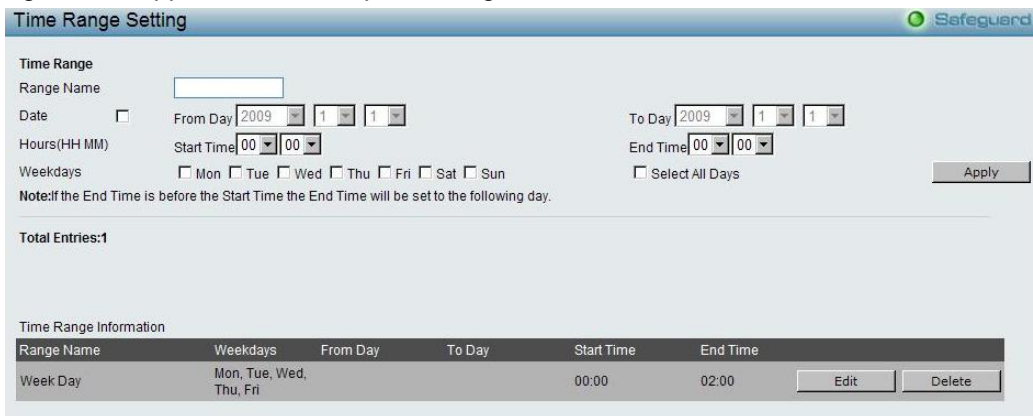 Time Range Setting Safeguard
Time Range
Range Name
Date From Day 2009 1 1 To Day 2009 1 1
Hours(HH MM) Start Time 00 00 End Time 00 00
Weekdays Mon Tue Wed Thu Fri Sat Sun Select All Days Apply
Note:If the End Time is before the Start Time the End Time will be set to the following day.
Total Entries:1
Time Range Information
Range Name Weekdays From Day To Day Start Time End Time
Week Day Mon, Tue, Wed, Thu, Fri 00:00 02:00 Edit Delete